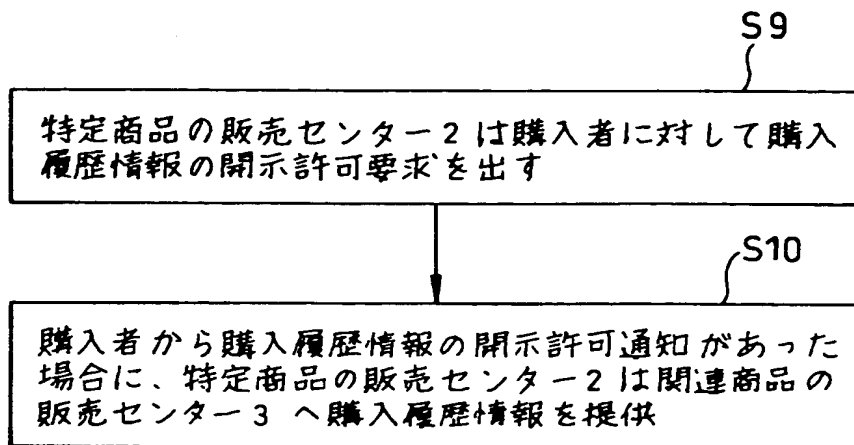 S9
特定商品の販売センター2は購入者に対して購入
履歴情報の開示許可要求を出す
S10
購入者から購入履歴情報の開示許可通知があった
場合に、特定商品の販売センター2は関連商品の
販売センター3へ購入履歴情報を提供